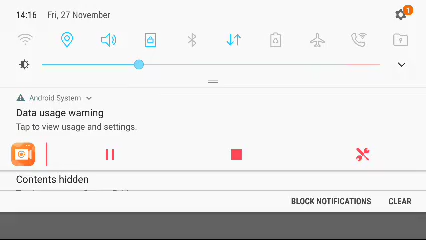 14:16 Fri, 27 November
1
Android System
Data usage warning
Tap to view usage and settings.
Contents hidden
BLOCK NOTIFICATIONS CLEAR